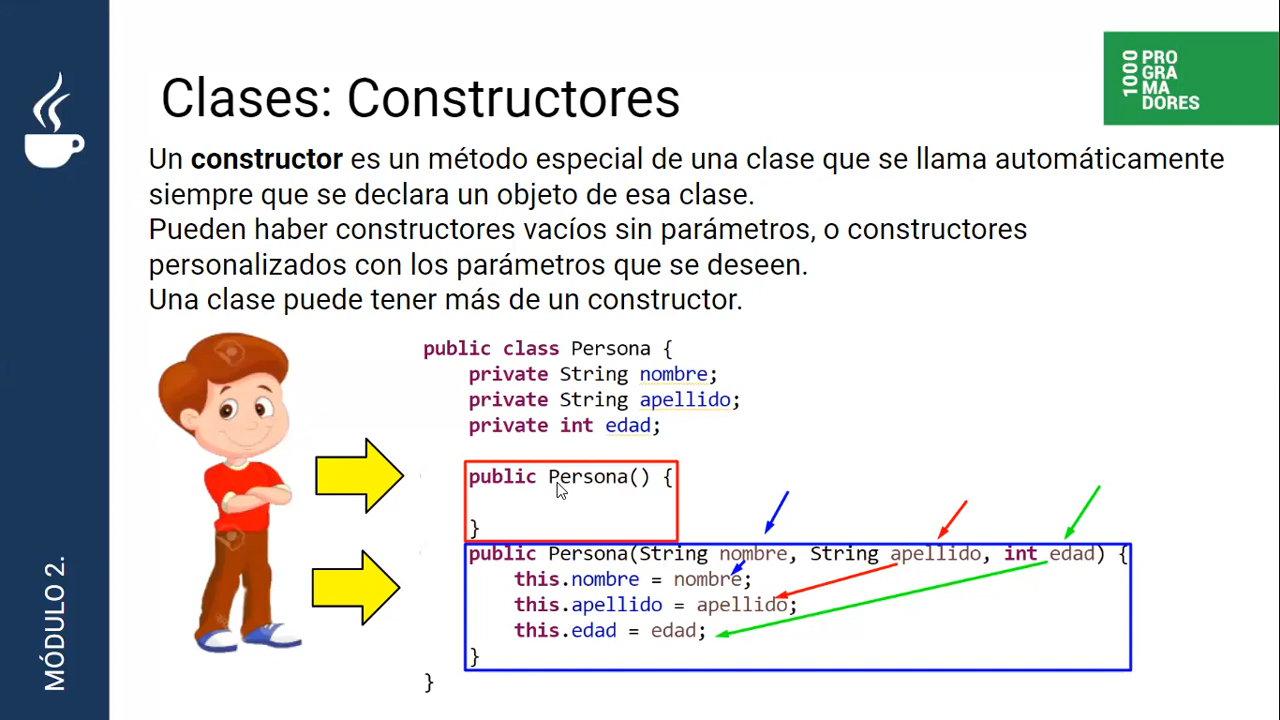 Clases: Constructores
1000
PRO
GRA
MA
DORES
Un constructor es un método especial de una clase que se llama automáticamente
siempre que se declara un objeto de esa clase.
Pueden haber constructores vacíos sin parámetros, o constructores
personalizados con los parámetros que se deseen.
Una clase puede tener más de un constructor.
public class Persona {
private String nombre;
private String apellido;
private int edad;
public Persona() {
}
public Persona(String nombre, String apellido, int edad) {
this.nombre = nombre;
this.apellido = apellido;
this.edad = edad;
}
}
MÓDULO 2.